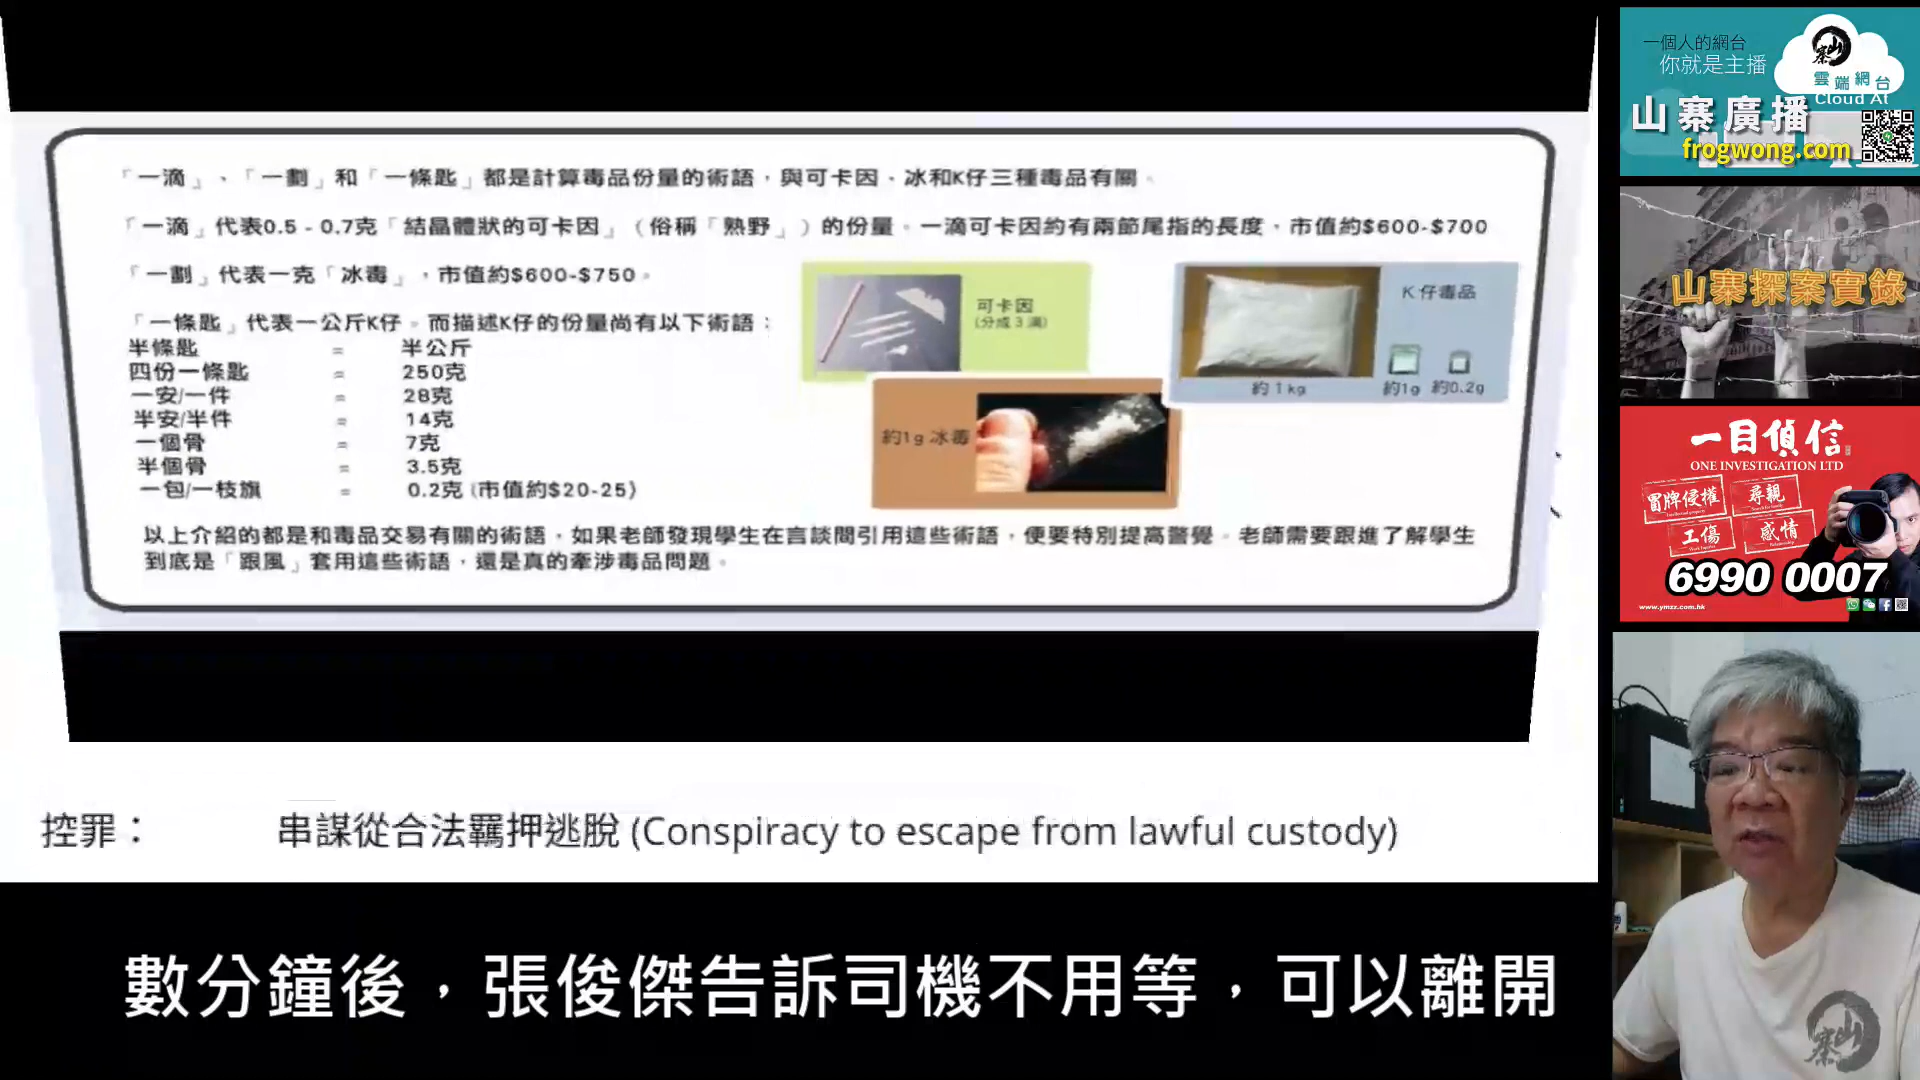 「一滴」、「一劃」和「一條匙」都是計算毒品份量的術語，與可卡因、冰和K仔三種毒品有關。
「一滴」代表0.5 - 0.7克「結晶體狀的可卡因」（俗稱「熟野」）的份量。一滴可卡因約有兩節尾指的長度，市值約$600-$700
「一劃」代表一克「冰毒」，市值約$600-$750。
「一條匙」代表一公斤K仔。而描述K仔的份量尚有以下術語：
半條匙 = 半公斤
四份一條匙 = 250克
一安/一件 = 28克
半安/半件 = 14克
一個骨 = 7克
半個骨 = 3.5克
一包/一枝旗 = 0.2克 (市值約$20-25)
可卡因
(分成 3 滴)
K 仔毒品
約 1 kg
約1g
約0.2g
約1g 冰毒
以上介紹的都是和毒品交易有關的術語，如果老師發現學生在言談間引用這些術語，便要特別提高警覺。老師需要跟進了解學生
到底是「跟風」套用這些術語，還是真的牽涉毒品問題。
控罪： 串謀從合法羈押逃脫 (Conspiracy to escape from lawful custody)
數分鐘後，張俊傑告訴司機不用等，可以離開
一個人的網台
你就是主播
山寨
雲端網台
Cloud At
山寨廣播
frogwong.com
山寨探案實錄
一目偵信
ONE INVESTIGATION LTD
冒牌侵權
尋親
工傷
感情
6990 0007
www.ymzz.com.hk
山寨